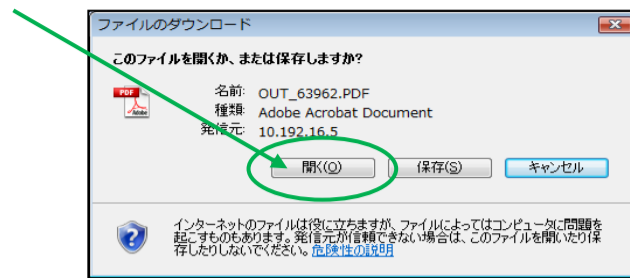 ファイルのダウンロード
このファイルを開くか、または保存しますか?
PDF
Adobe
名前: OUT_63962.PDF
種類: Adobe Acrobat Document
発信元: 10.192.16.5
開く(O) 保存(S) キャンセル
インターネットのファイルは役に立ちますが、ファイルによってはコンピュータに問題を
起こすものもあります。発信元が信頼できない場合は、このファイルを開いたり保
存したりしないでください。危険性の説明